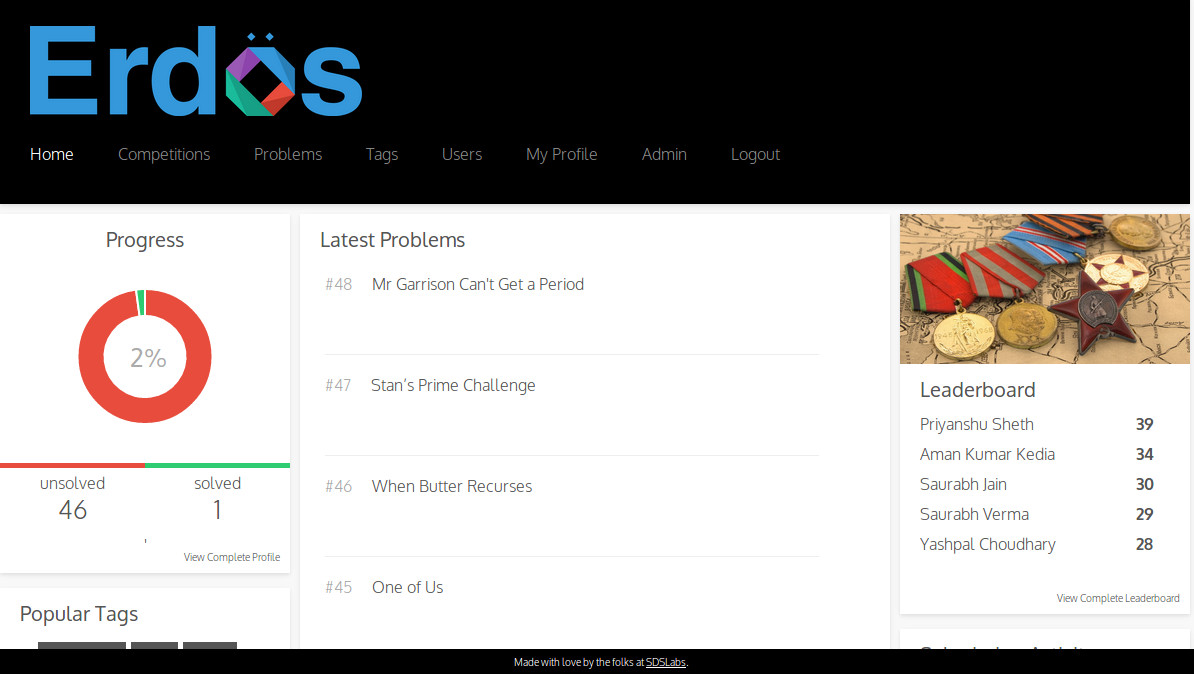 Erdös
Home Competitions Problems Tags Users My Profile Admin Logout
Progress
2%
unsolved solved
46 1
View Complete Profile
Popular Tags
Latest Problems
#48 Mr Garrison Can't Get a Period
#47 Stan’s Prime Challenge
#46 When Butter Recurses
#45 One of Us
Leaderboard
Priyanshu Sheth 39
Aman Kumar Kedia 34
Saurabh Jain 30
Saurabh Verma 29
Yashpal Choudhary 28
View Complete Leaderboard
Made with love by the folks at SDSLabs.